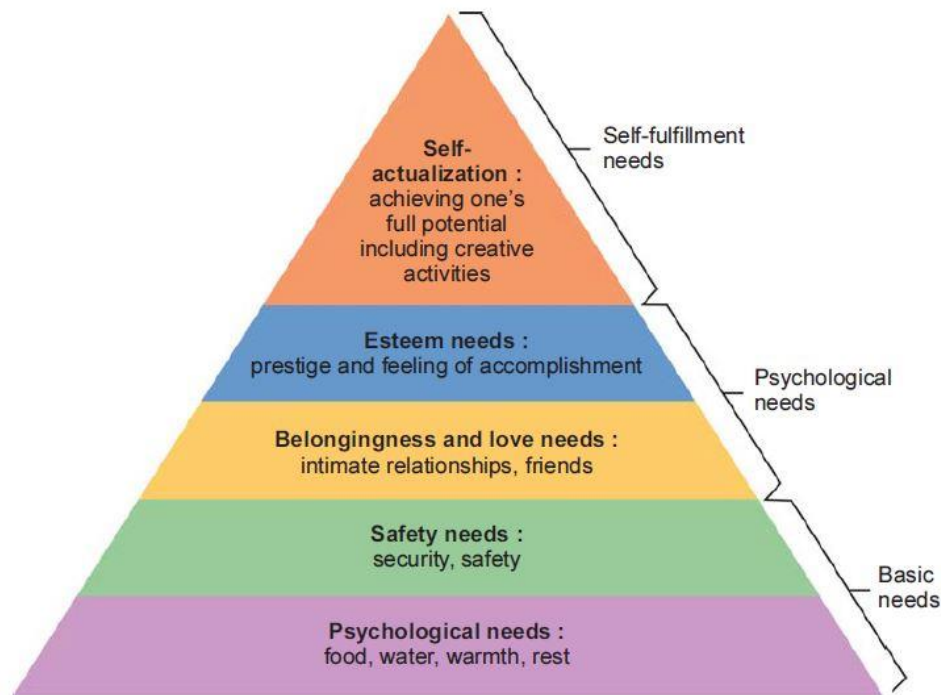 Self-
actualization :
achieving one's
full potential
including creative
activities
Self-fulfillment
needs
Esteem needs :
prestige and feeling of accomplishment
Psychological
needs
Belongingness and love needs :
intimate relationships, friends
Safety needs :
security, safety
Basic
needs
Psychological needs :
food, water, warmth, rest